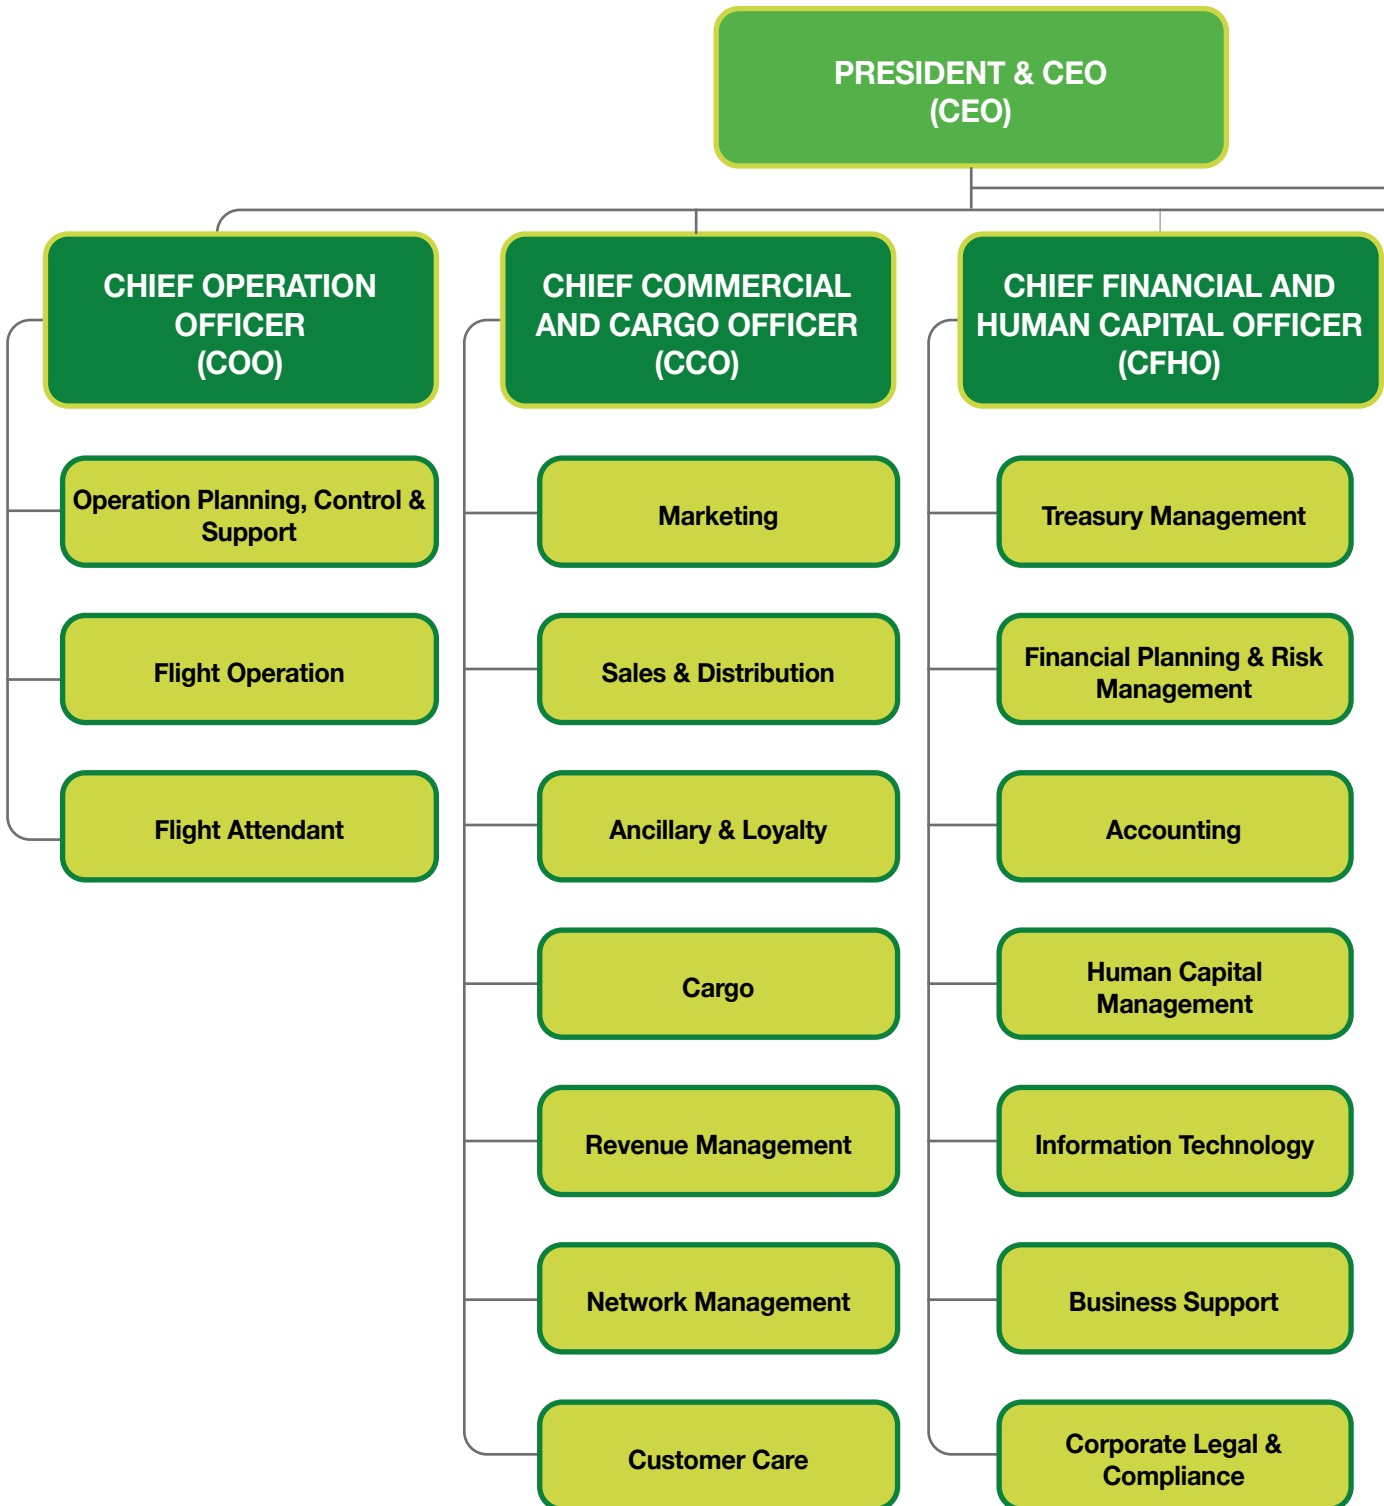 PRESIDENT & CEO
(CEO)
CHIEF OPERATION
OFFICER
(COO)
Operation Planning, Control &
Support
Flight Operation
Flight Attendant
CHIEF COMMERCIAL
AND CARGO OFFICER
(CCO)
Marketing
Sales & Distribution
Ancillary & Loyalty
Cargo
Revenue Management
Network Management
Customer Care
CHIEF FINANCIAL AND
HUMAN CAPITAL OFFICER
(CFHO)
Treasury Management
Financial Planning & Risk
Management
Accounting
Human Capital
Management
Information Technology
Business Support
Corporate Legal &
Compliance